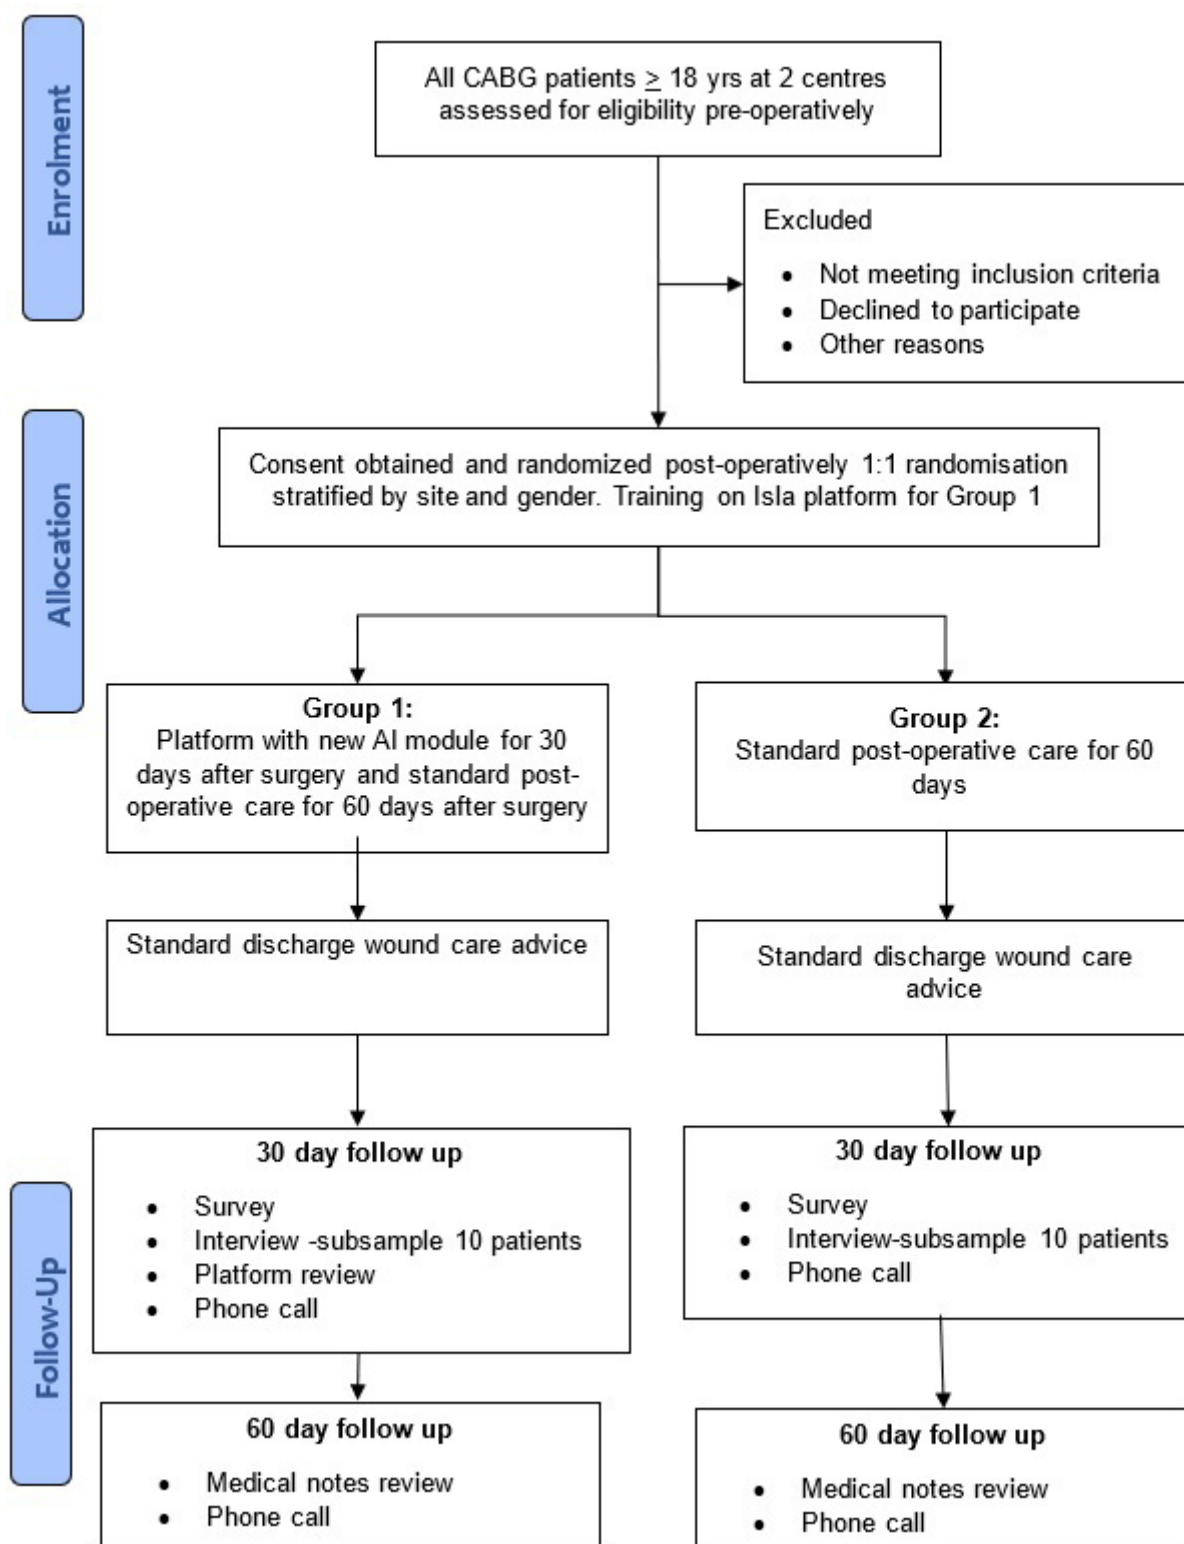 Enrolment
All CABG patients ≥ 18 yrs at 2 centres
assessed for eligibility pre-operatively
Excluded
• Not meeting inclusion criteria
• Declined to participate
• Other reasons
Allocation
Consent obtained and randomized post-operatively 1:1 randomisation
stratified by site and gender. Training on Isla platform for Group 1
Group 1:
Platform with new AI module for 30
days after surgery and standard post-
operative care for 60 days after surgery
Group 2:
Standard post-operative care for 60
days
Standard discharge wound care advice
Standard discharge wound care
advice
Follow-Up
30 day follow up
• Survey
• Interview -subsample 10 patients
• Platform review
• Phone call
30 day follow up
• Survey
• Interview-subsample 10 patients
• Phone call
60 day follow up
• Medical notes review
• Phone call
60 day follow up
• Medical notes review
• Phone call